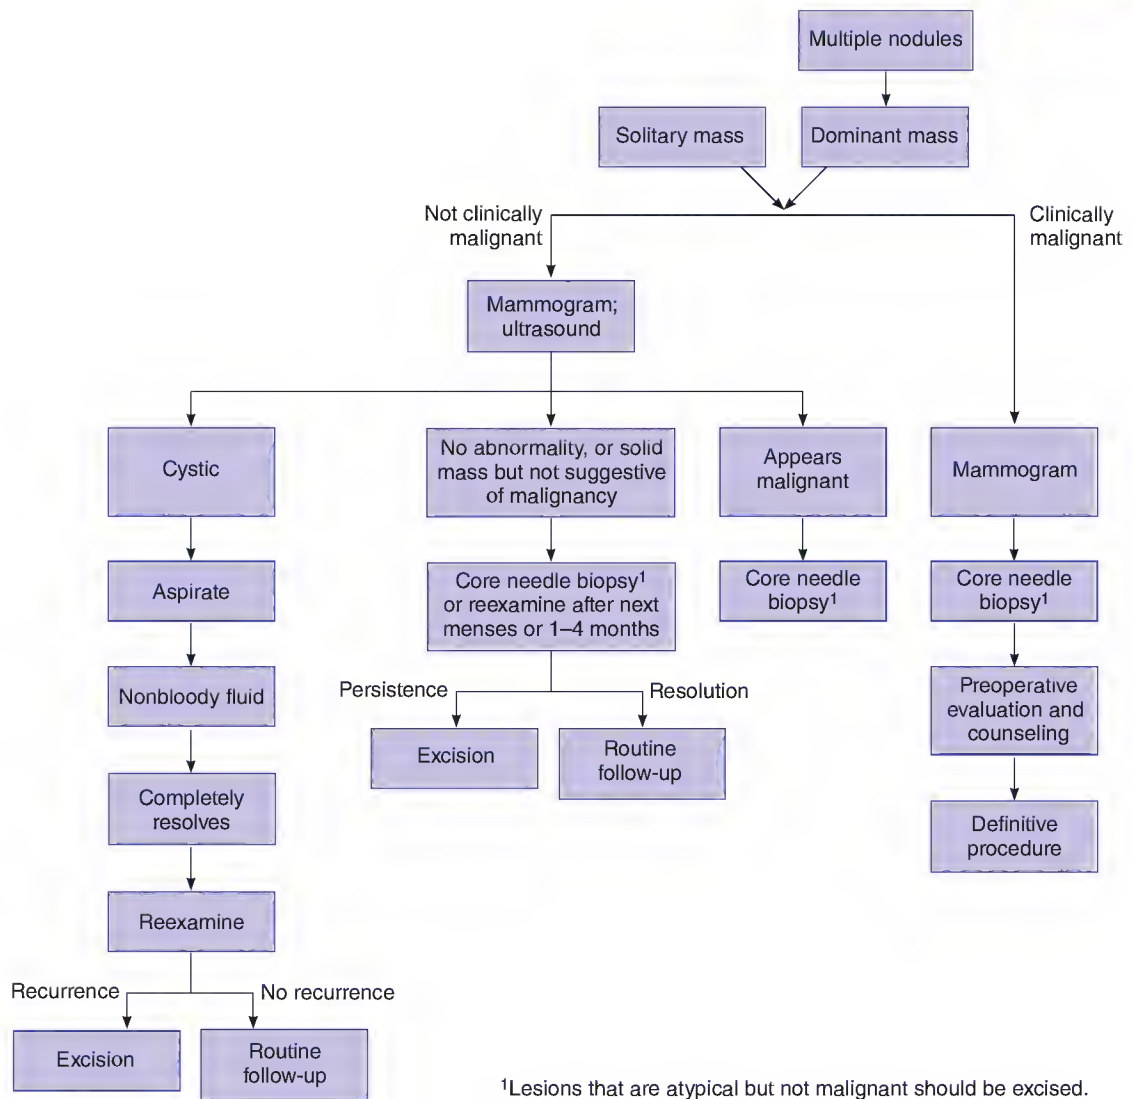 Multiple nodules
Solitary mass
Dominant mass
Not clinically
malignant
Clinically
malignant
Mammogram;
ultrasound
Cystic
No abnormality, or solid
mass but not suggestive
of malignancy
Appears
malignant
Mammogram
Aspirate
Core needle biopsy¹
or reexamine after next
menses or 1–4 months
Core needle
biopsy¹
Core needle
biopsy¹
Nonbloody fluid
Persistence
Resolution
Preoperative
evaluation and
counseling
Excision
Routine
follow-up
Completely
resolves
Definitive
procedure
Reexamine
Recurrence
No recurrence
Excision
Routine
follow-up
¹Lesions that are atypical but not malignant should be excised.